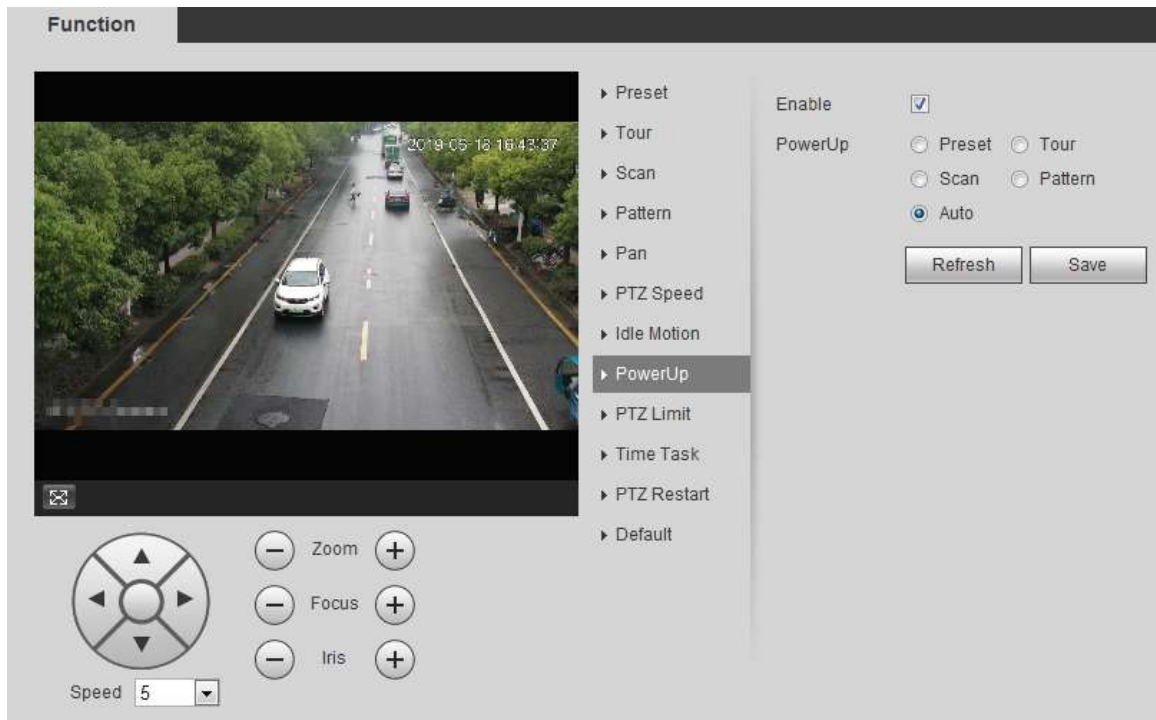 Function
2019-05-18 16:43:37
Preset
Tour
Scan
Pattern
Pan
PTZ Speed
Idle Motion
PowerUp
PTZ Limit
Time Task
PTZ Restart
Default
Enable
PowerUp
Preset Tour
Scan Pattern
Auto
Refresh Save
Zoom
Focus
Iris
Speed 5